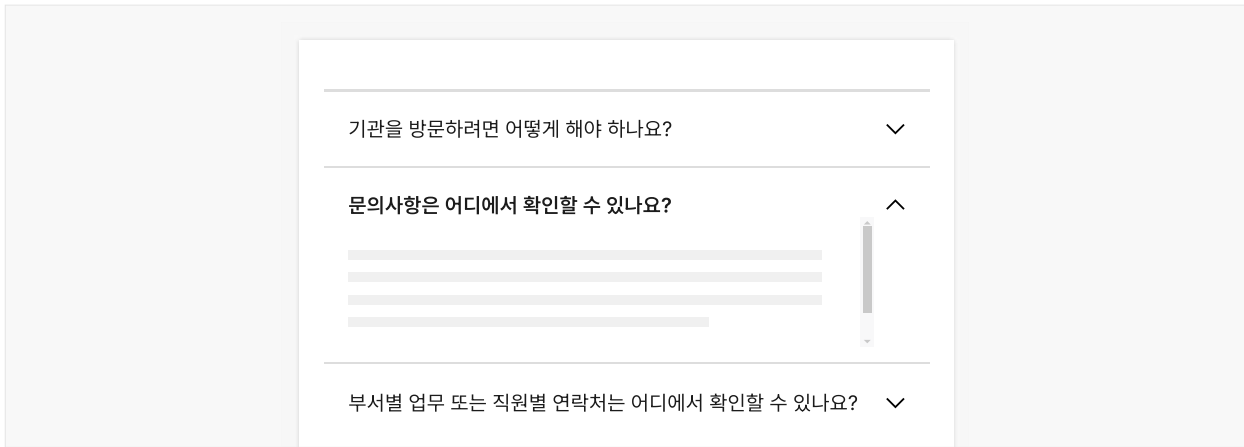 기관을 방문하려면 어떻게 해야 하나요?
문의사항은 어디에서 확인할 수 있나요?
부서별 업무 또는 직원별 연락처는 어디에서 확인할 수 있나요?